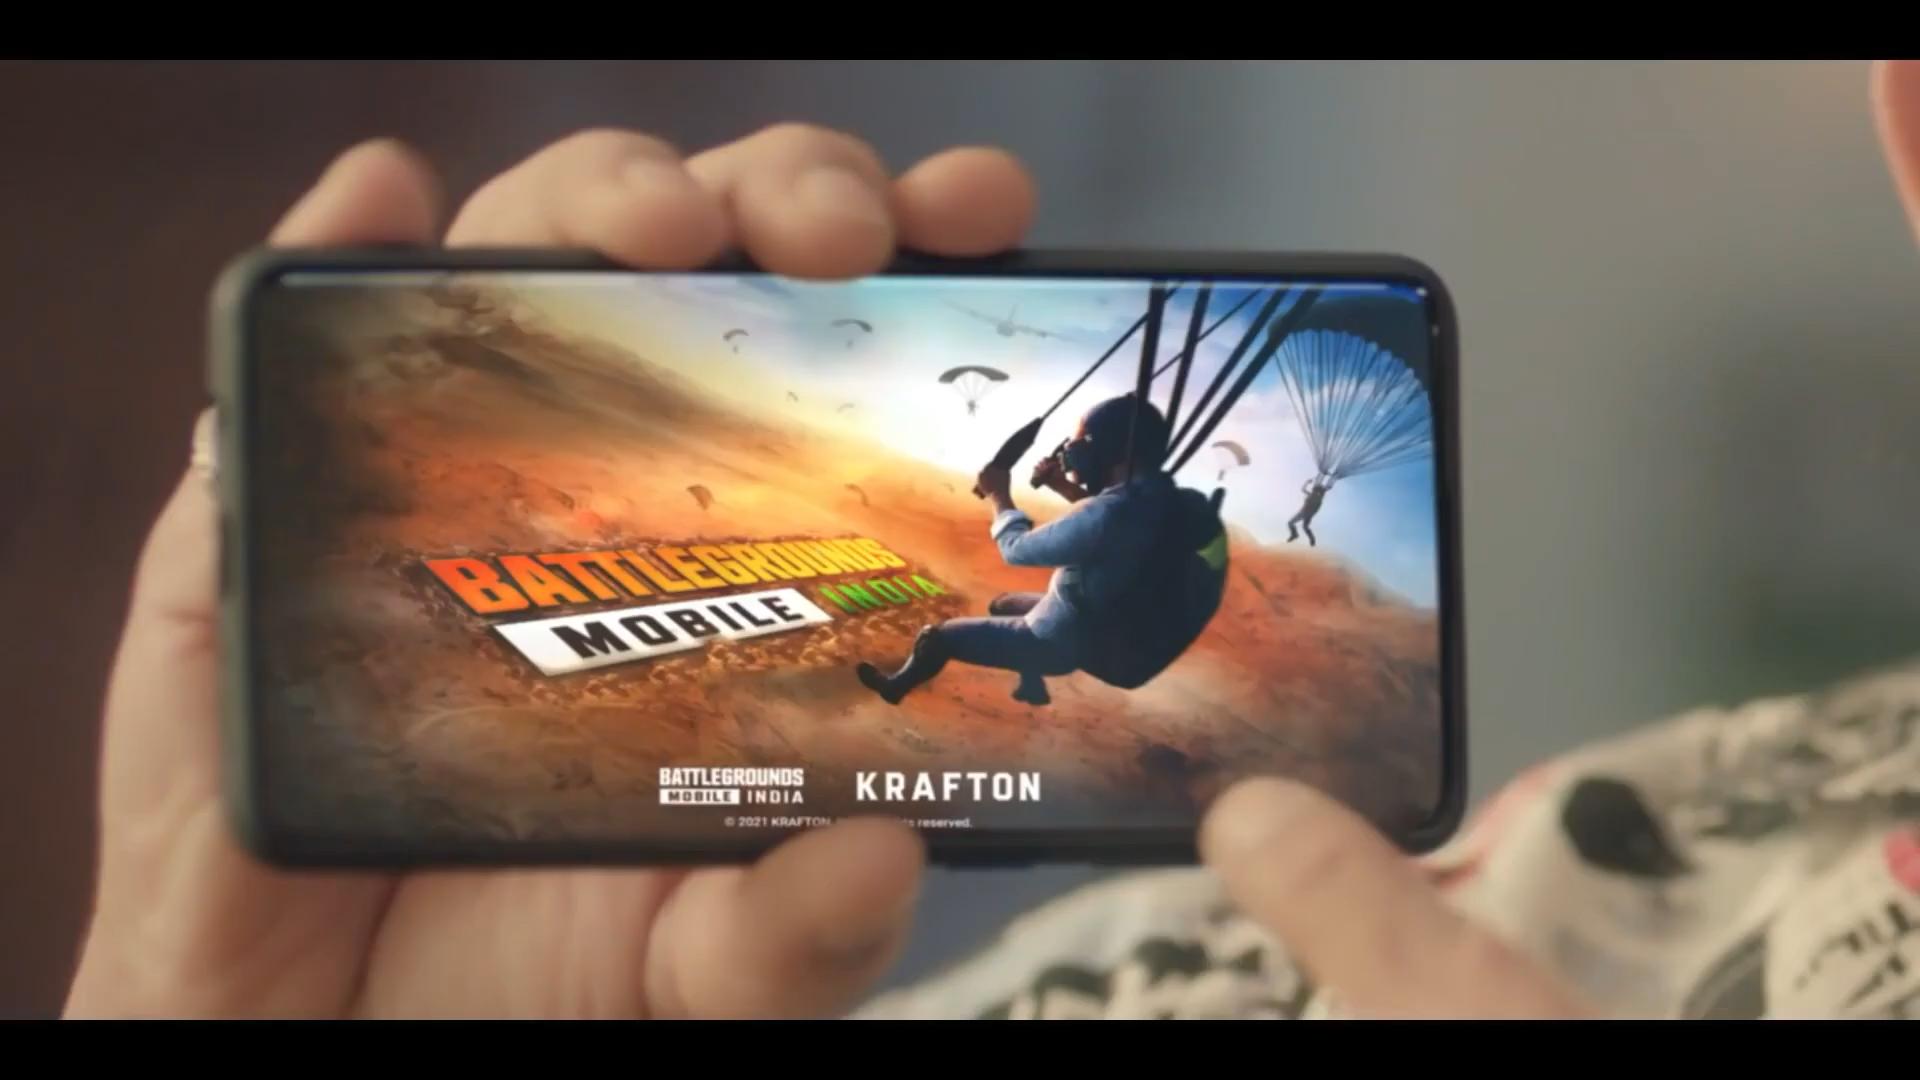 BATTLEGROUNDS
MOBILE INDIA
BATTLEGROUNDS
MOBILE INDIA
KRAFTON
© 2021 KRAFTON, reserved.